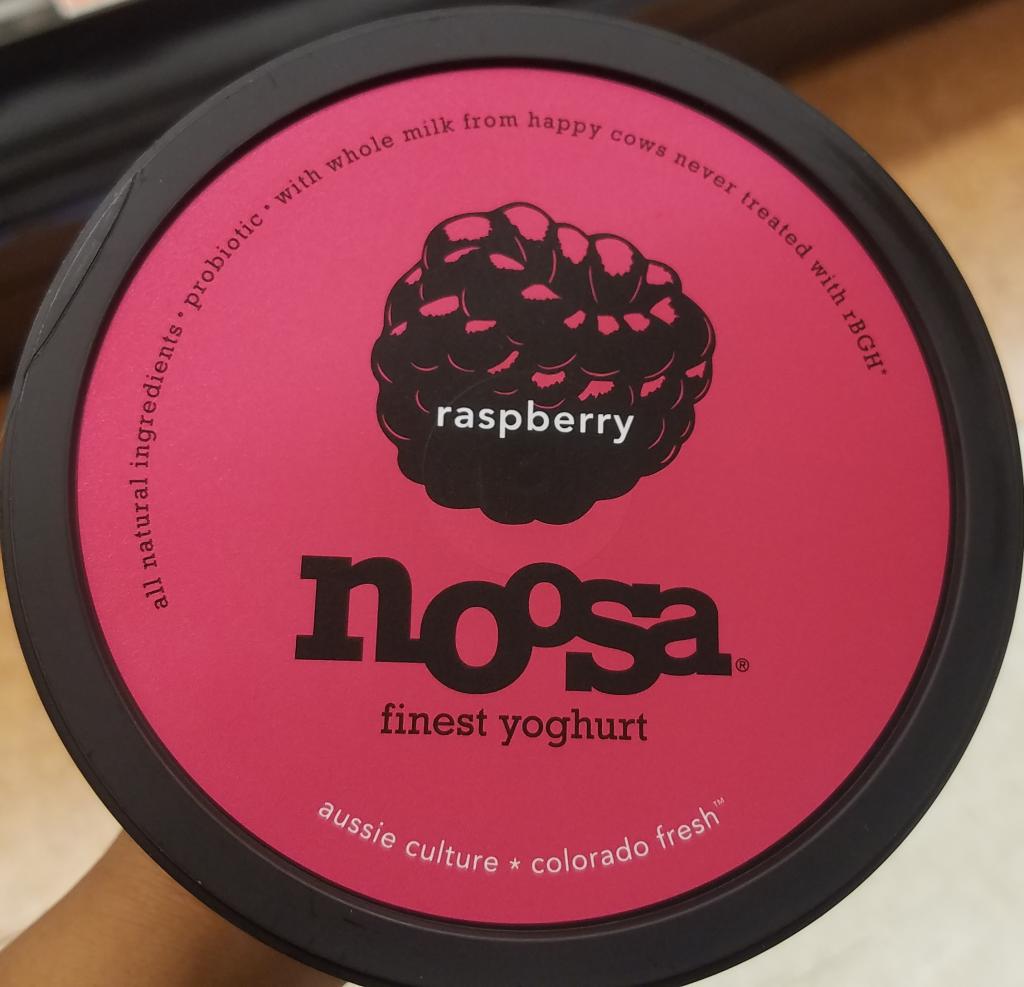 all natural ingredients • probiotic • with whole milk from happy cows never treated with rBGH*
raspberry
noosa®
finest yoghurt
aussie culture * colorado fresh™